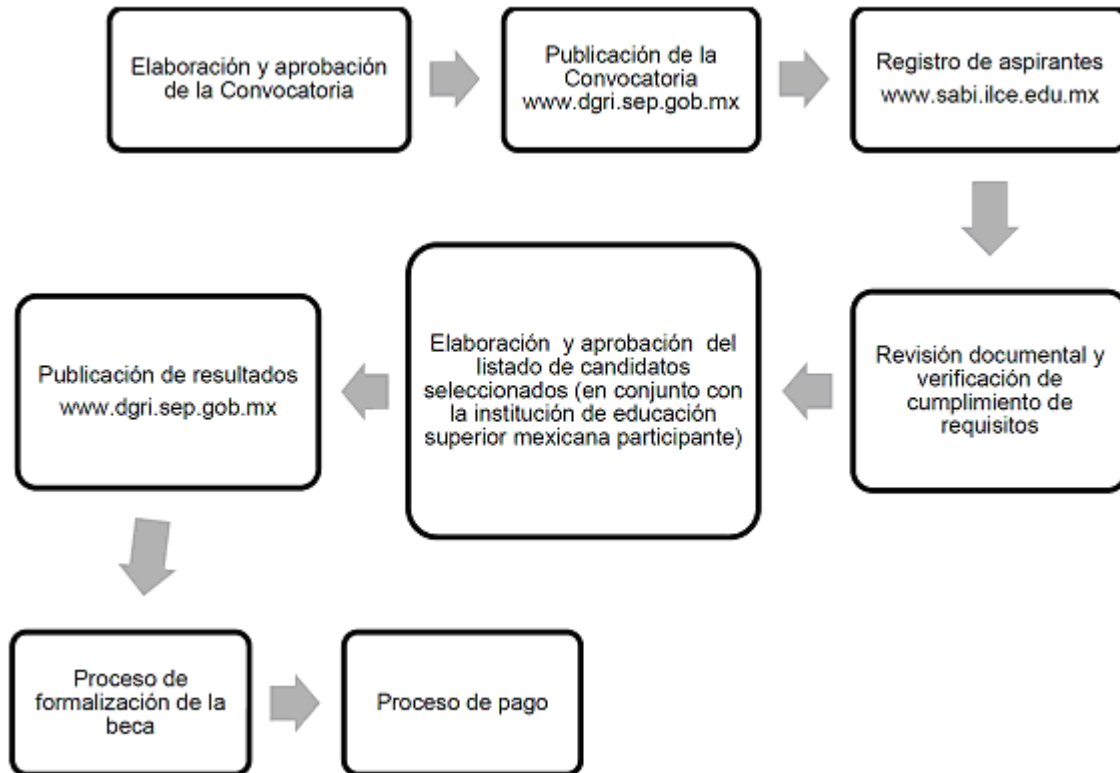 Elaboración y aprobación
de la Convocatoria
Publicación de la
Convocatoria
www.dgri.sep.gob.mx
Registro de aspirantes
www.sabi.ilce.edu.mx
Revisión documental y
verificación de
cumplimiento de
requisitos
Elaboración y aprobación del
listado de candidatos
seleccionados (en conjunto con
la institución de educación
superior mexicana participante)
Publicación de resultados
www.dgri.sep.gob.mx
Proceso de
formalización de la
beca
Proceso de pago